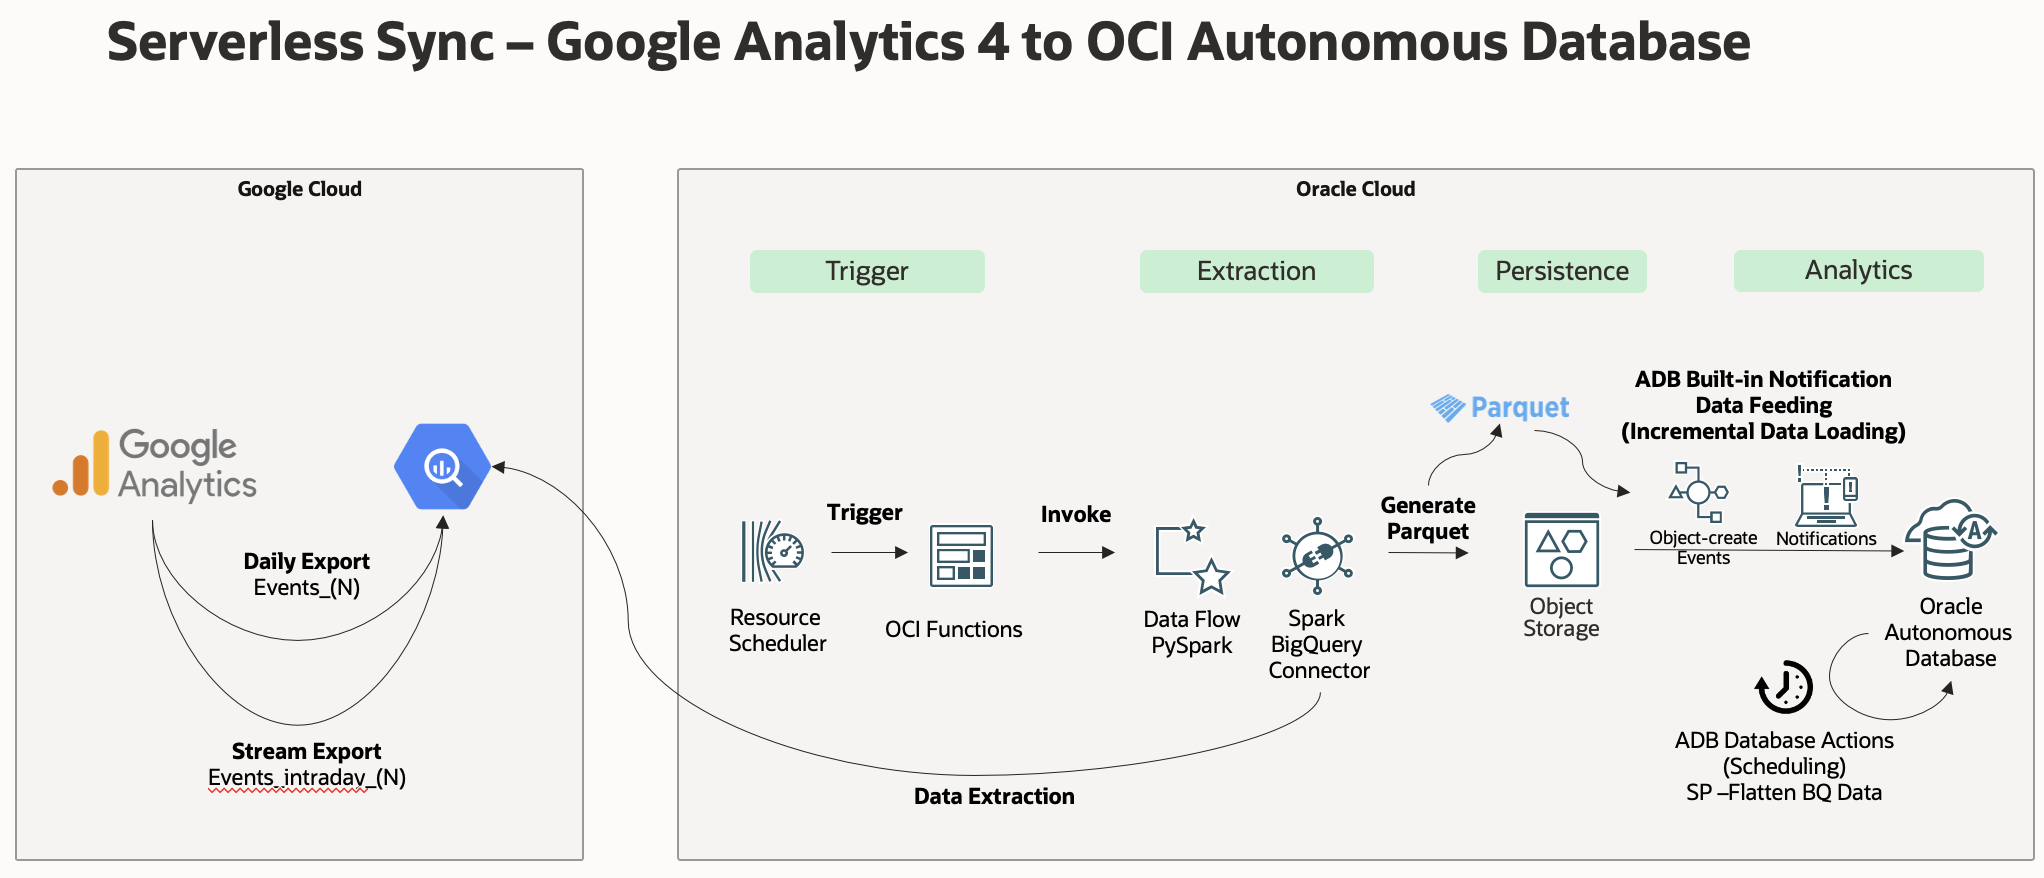 Serverless Sync – Google Analytics 4 to OCI Autonomous Database
Google Cloud
Google
Analytics
Daily Export
Events_(N)
Stream Export
Events_intraday_(N)
Oracle Cloud
Trigger
Extraction
Persistence
Analytics
Resource
Scheduler
Trigger
OCI Functions
Invoke
Data Flow
PySpark
Spark
BigQuery
Connector
Data Extraction
Generate
Parquet
Parquet
Object
Storage
ADB Built-in Notification
Data Feeding
(Incremental Data Loading)
Object-create
Events
Notifications
A
Oracle
Autonomous
Database
ADB Database Actions
(Scheduling)
SP –Flatten BQ Data